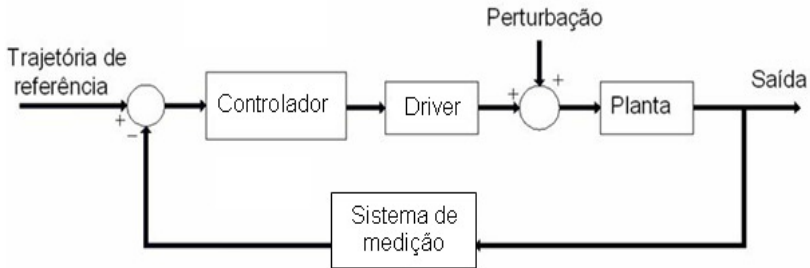 Perturbação
Trajetória de
referência
Saída
Controlador
Driver
Planta
+
−
+
+
Sistema de
medição